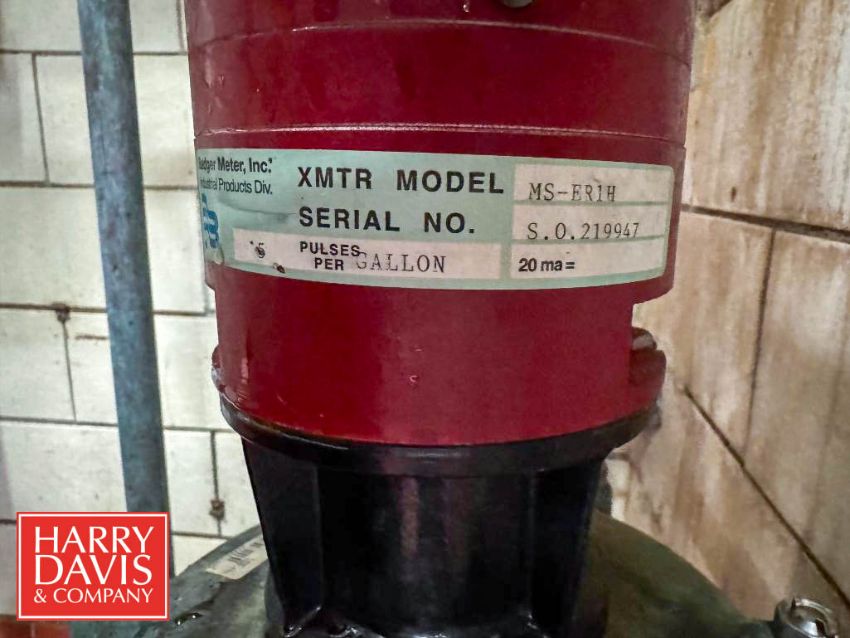 Badger Meter, Inc.
Industrial Products Div.
XMTR MODEL MS-ER1H
SERIAL NO. S.O.219947
5 PULSES PER GALLON
20 ma =
HARRY
DAVIS
& COMPANY